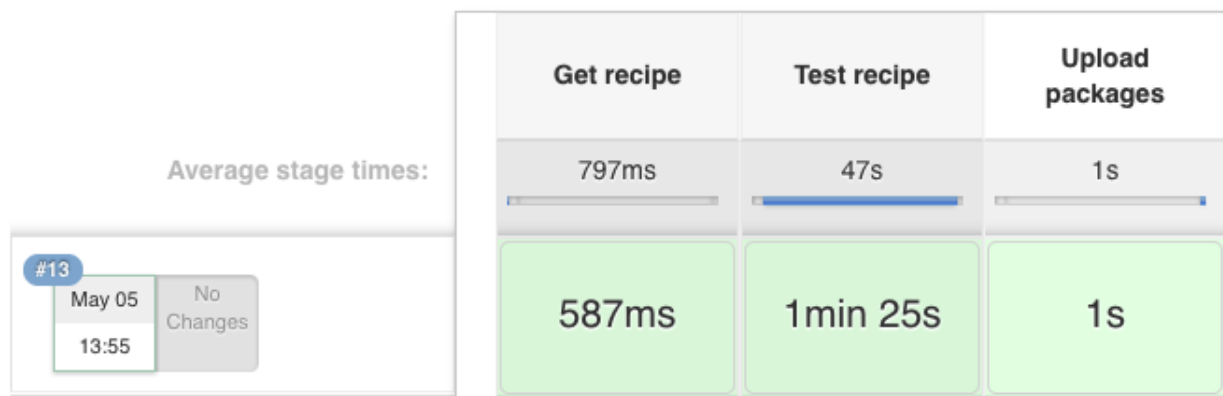 Get recipe
Test recipe
Upload
packages
Average stage times:
797ms
47s
1s
#13
May 05
13:55
No
Changes
587ms
1min 25s
1s